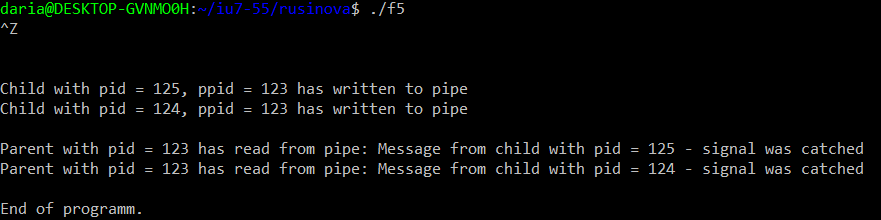 daria@DESKTOP-GVNMO0H:~/iu7-55/rusinova$ ./f5
^Z
Child with pid = 125, ppid = 123 has written to pipe
Child with pid = 124, ppid = 123 has written to pipe
Parent with pid = 123 has read from pipe: Message from child with pid = 125 - signal was catched
Parent with pid = 123 has read from pipe: Message from child with pid = 124 - signal was catched
End of programm.